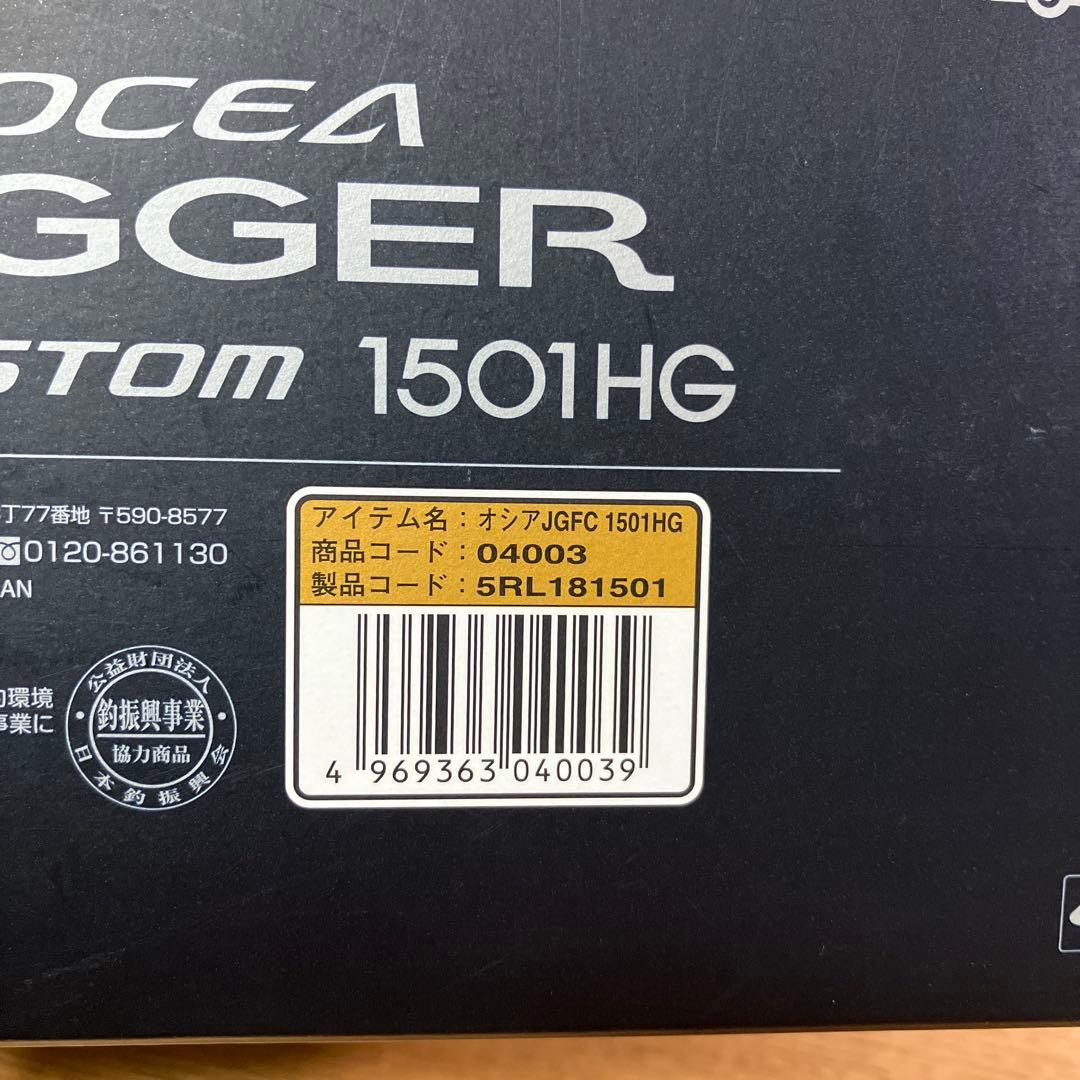 OCEA
GGER
STOM 1501HG
丁77番地 〒590-8577
0120-861130
AN
アイテム名：オシアJGFC 1501HG
商品コード：04003
製品コード：5RL181501
4 969363 040039
環境
事業に
公益財団法人
釣振興事業
協力商品
日本釣振興会